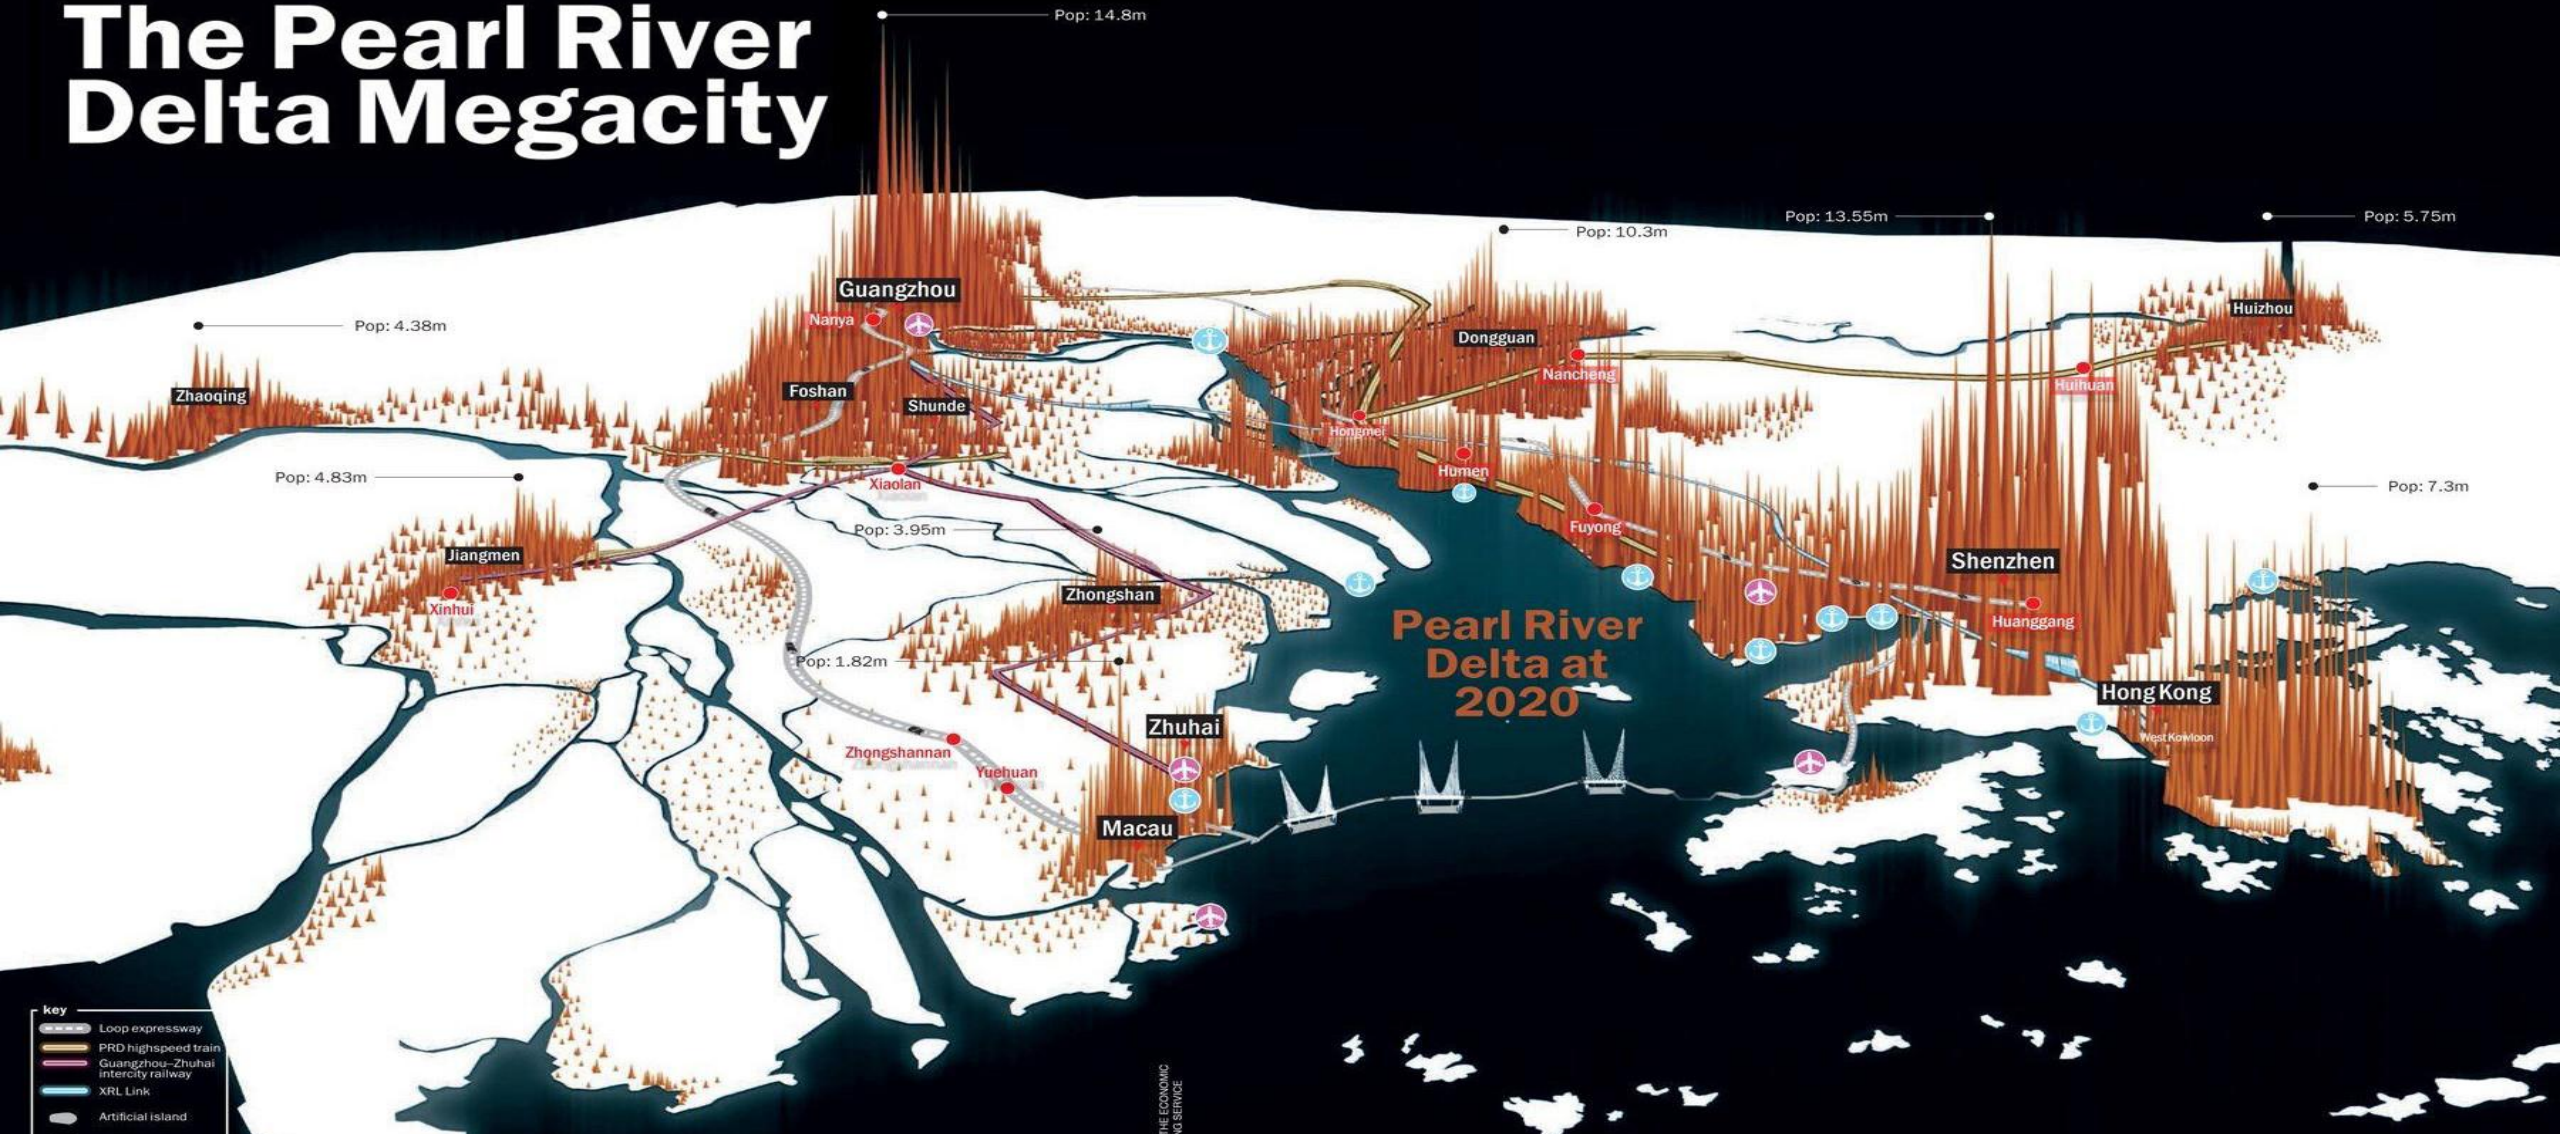 The Pearl River
Delta Megacity
Pop: 14.8m
Pop: 13.55m
Pop: 5.75m
Pop: 10.3m
Guangzhou
Nanya
Pop: 4.38m
Huizhou
Dongguan
Nancheng
Huihuan
Foshan
Zhaoqing
Shunde
Hongmei
Humen
Pop: 4.83m
Xiaolan
Pop: 7.3m
Fuyong
Pop: 3.95m
Jiangmen
Shenzhen
Zhongshan
Xinhui
Huanggang
Pearl River
Delta at
2020
Pop: 1.82m
Hong Kong
West Kowloon
Zhuhai
Zhongshannan
Yuehuan
Macau
key
Loop expressway
PRD highspeed train
Guangzhou–Zhuhai
intercity railway
XRL Link
Artificial island
THE ECONOMIC
NG SERVICE